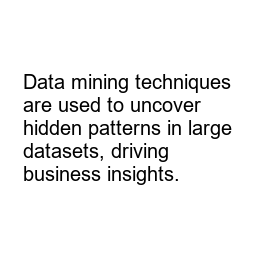 Data mining techniques
are used to uncover
hidden patterns in large
datasets, driving
business insights.